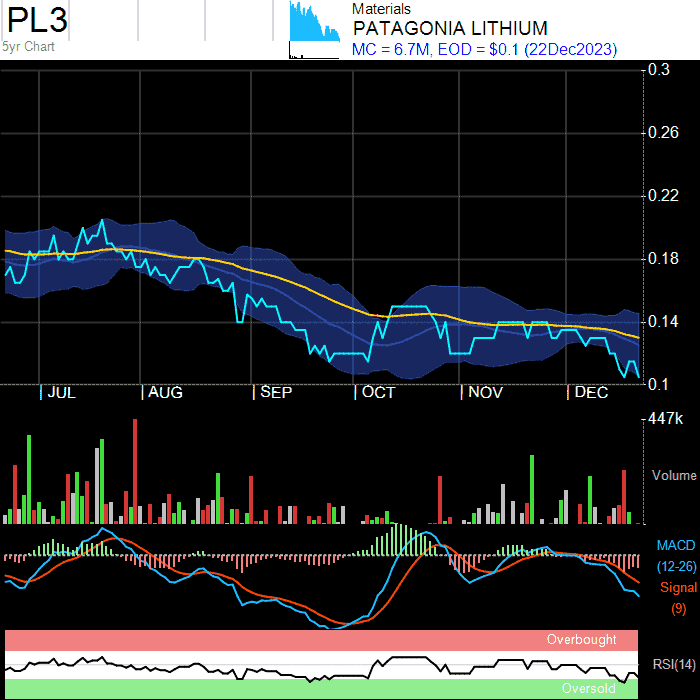 PL3
5yr Chart
Materials
PATAGONIA LITHIUM
MC = 6.7M, EOD = $0.1 (22Dec2023)
0.3
0.26
0.22
0.18
0.14
0.1
JUL
AUG
SEP
OCT
NOV
DEC
447k
Volume
MACD
(12-26)
Signal
(9)
Overbought
RSI(14)
Oversold